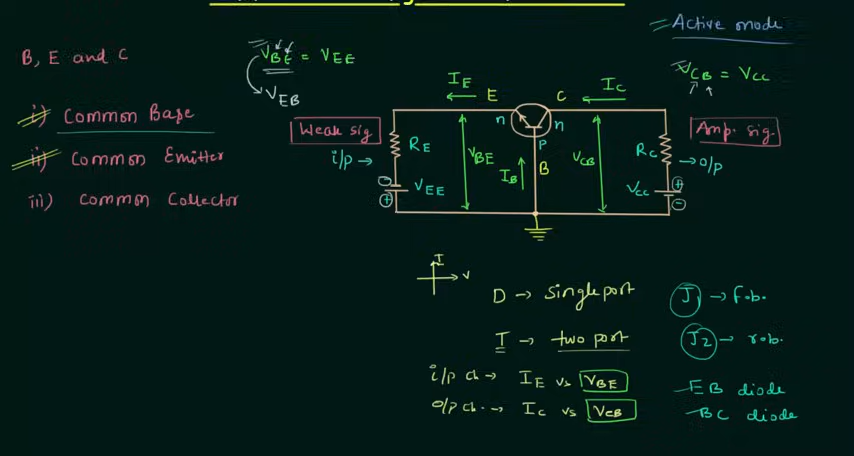 Active mode
B, E and C
VBE = VEE
VEB
VCB = VCC
i) Common Base
ii) Common Emitter
iii) Common Collector
IE
E
C
IC
Weak sig
i/p →
RE
VEE
n
n
P
B
VBE
IB
VCB
RC
VCC
Amp. sig.
→ o/p
I
V
D → single port
T → two port
i/p ch → IE vs VBE
o/p ch. → IC vs VCB
J1 → f.b.
J2 → r.b.
EB diode
BC diode